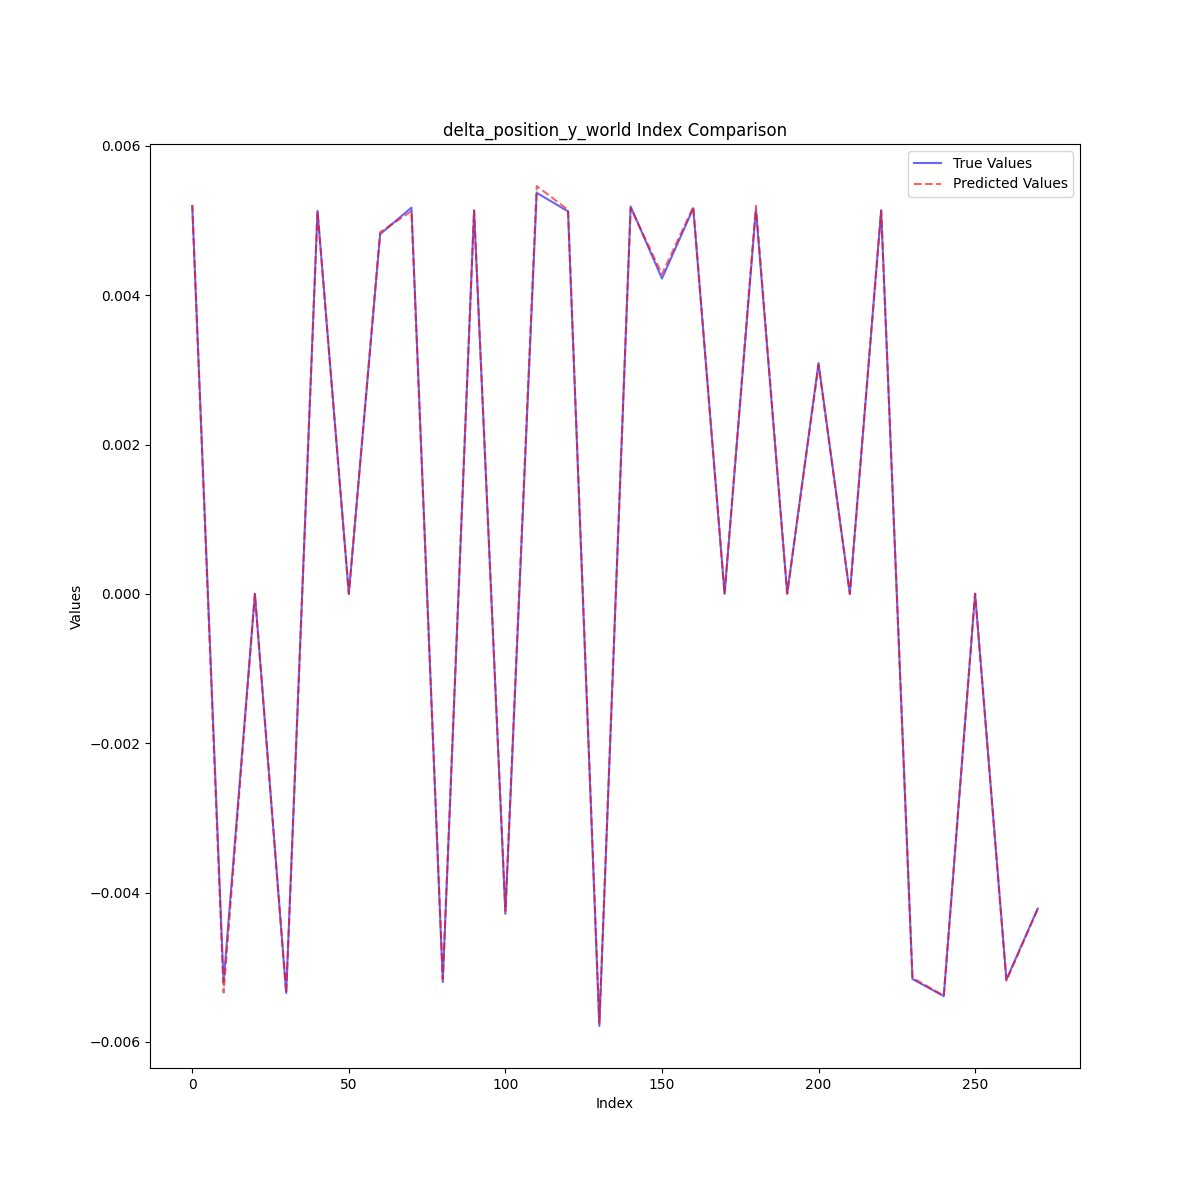 delta_position_y_world Index Comparison
True Values
Predicted Values
0.006
0.004
0.002
0.000
−0.002
−0.004
−0.006
Values
0 50 100 150 200 250
Index